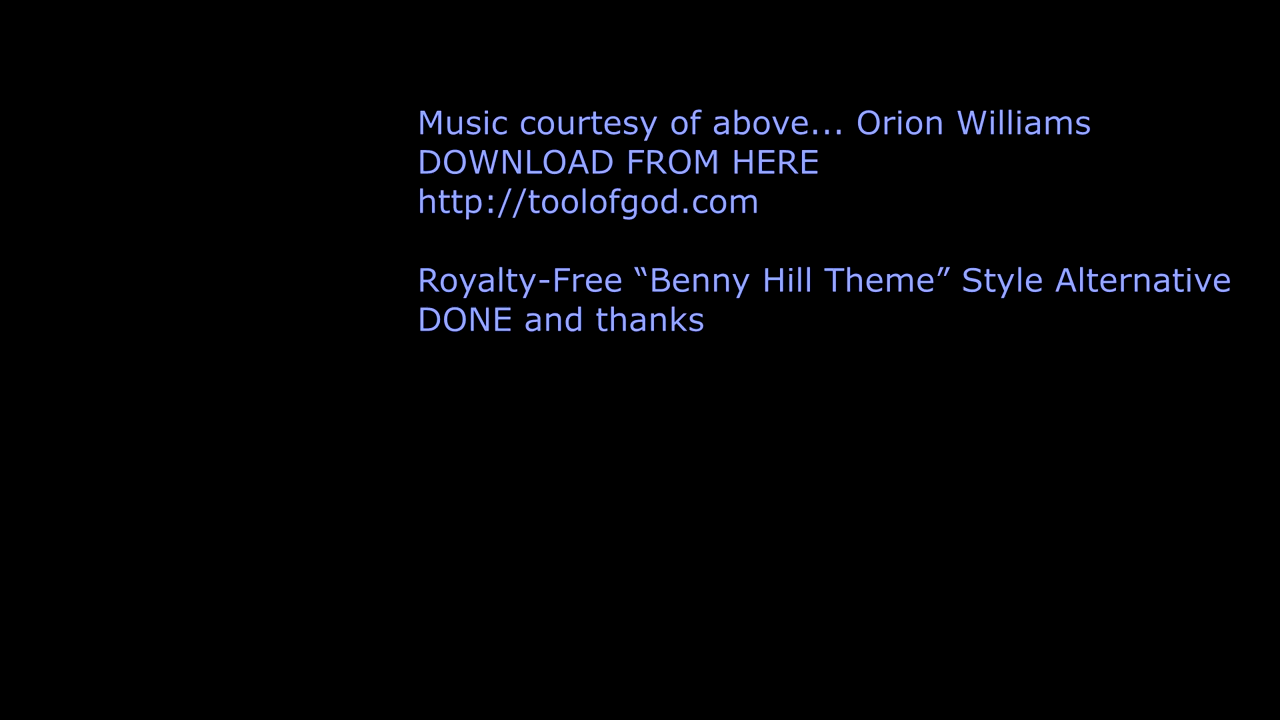 Music courtesy of above... Orion Williams
DOWNLOAD FROM HERE
http://toolofgod.com
Royalty-Free “Benny Hill Theme” Style Alternative
DONE and thanks